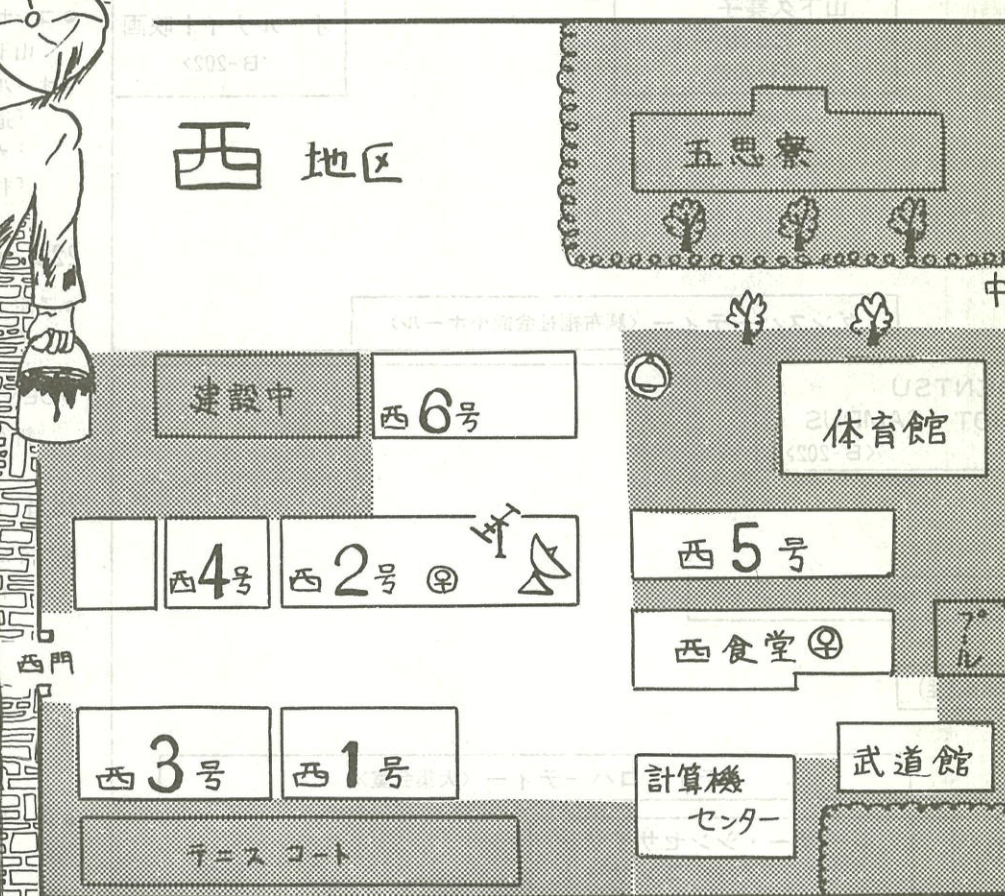 西 地区
五思寮
中
建設中
西6号
体育館
西4号
西2号 ♀
西5号
西食堂 ♀
プール
西門
西3号
西1号
計算機
センター
武道館
テニスコート